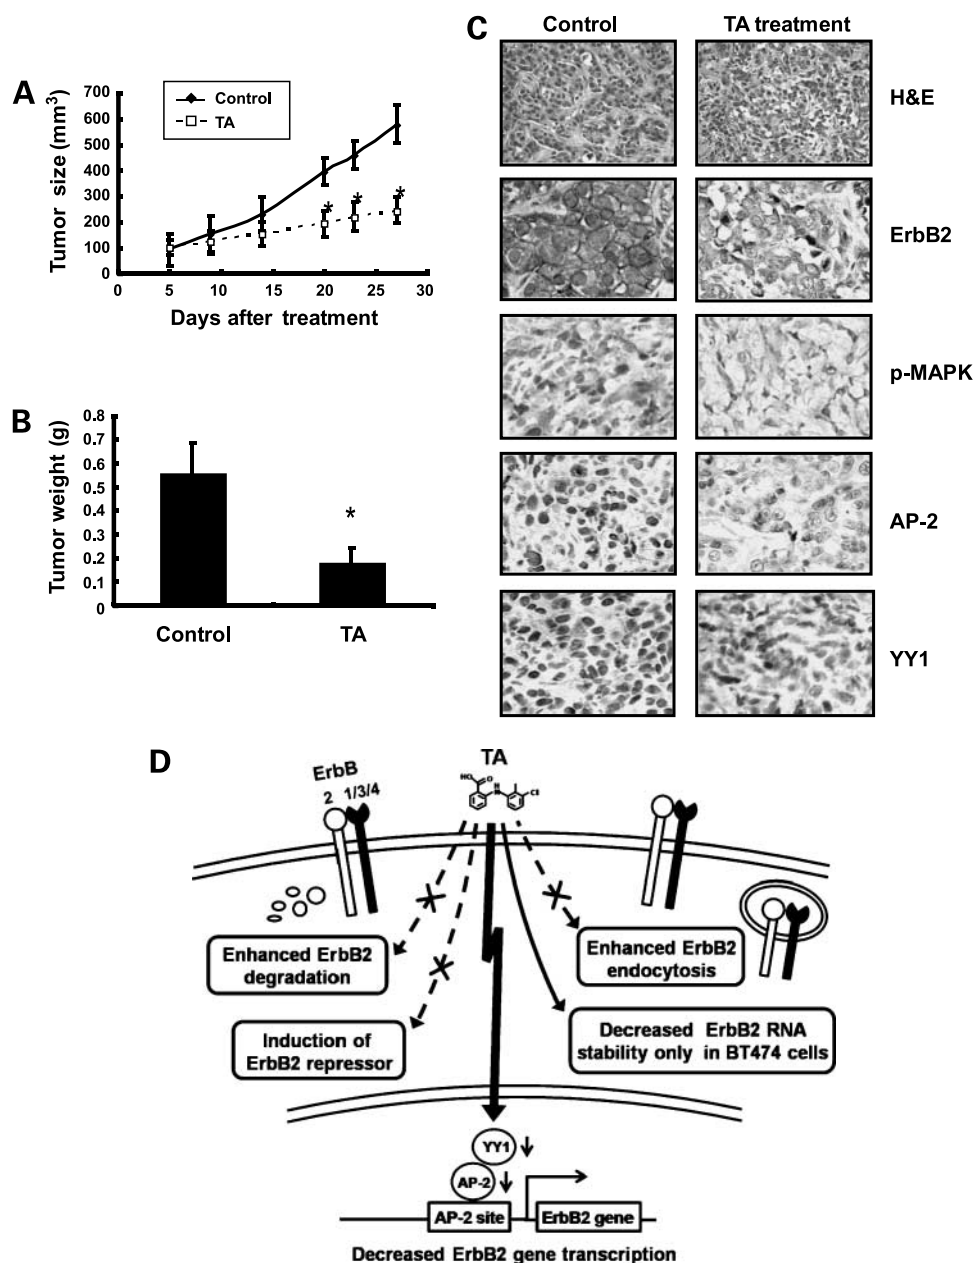 A
Tumor size (mm³)
700
600
500
400
300
200
100
0
Control
TA
*
*
*
0
5
10
15
20
25
30
Days after treatment
B
Tumor weight (g)
0.8
0.7
0.6
0.5
0.4
0.3
0.2
0.1
0
*
Control
TA
C
Control
TA treatment
H&E
ErbB2
p-MAPK
AP-2
YY1
D
ErbB
2 1/3/4
TA
HO
O
H
N
Cl
Enhanced ErbB2
degradation
Induction of
ErbB2 repressor
Enhanced ErbB2
endocytosis
Decreased ErbB2 RNA
stability only in BT474 cells
YY1
AP-2
AP-2 site
ErbB2 gene
Decreased ErbB2 gene transcription